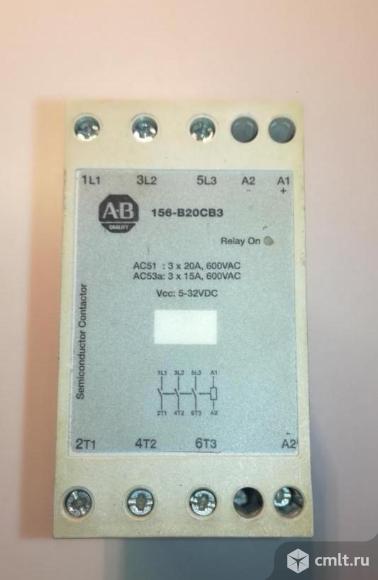 1L1 3L2 5L3 A2 A1
- +
A-B
QUALITY
156-B20CB3
Relay On
AC51 : 3 x 20A, 600VAC
AC53a: 3 x 15A, 600VAC
Vcc: 5-32VDC
Semiconductor Contactor
1L1 3L2 5L3 A1
2T1 4T2 6T3 A2
-
2T1 4T2 6T3 A2
cmlt.ru